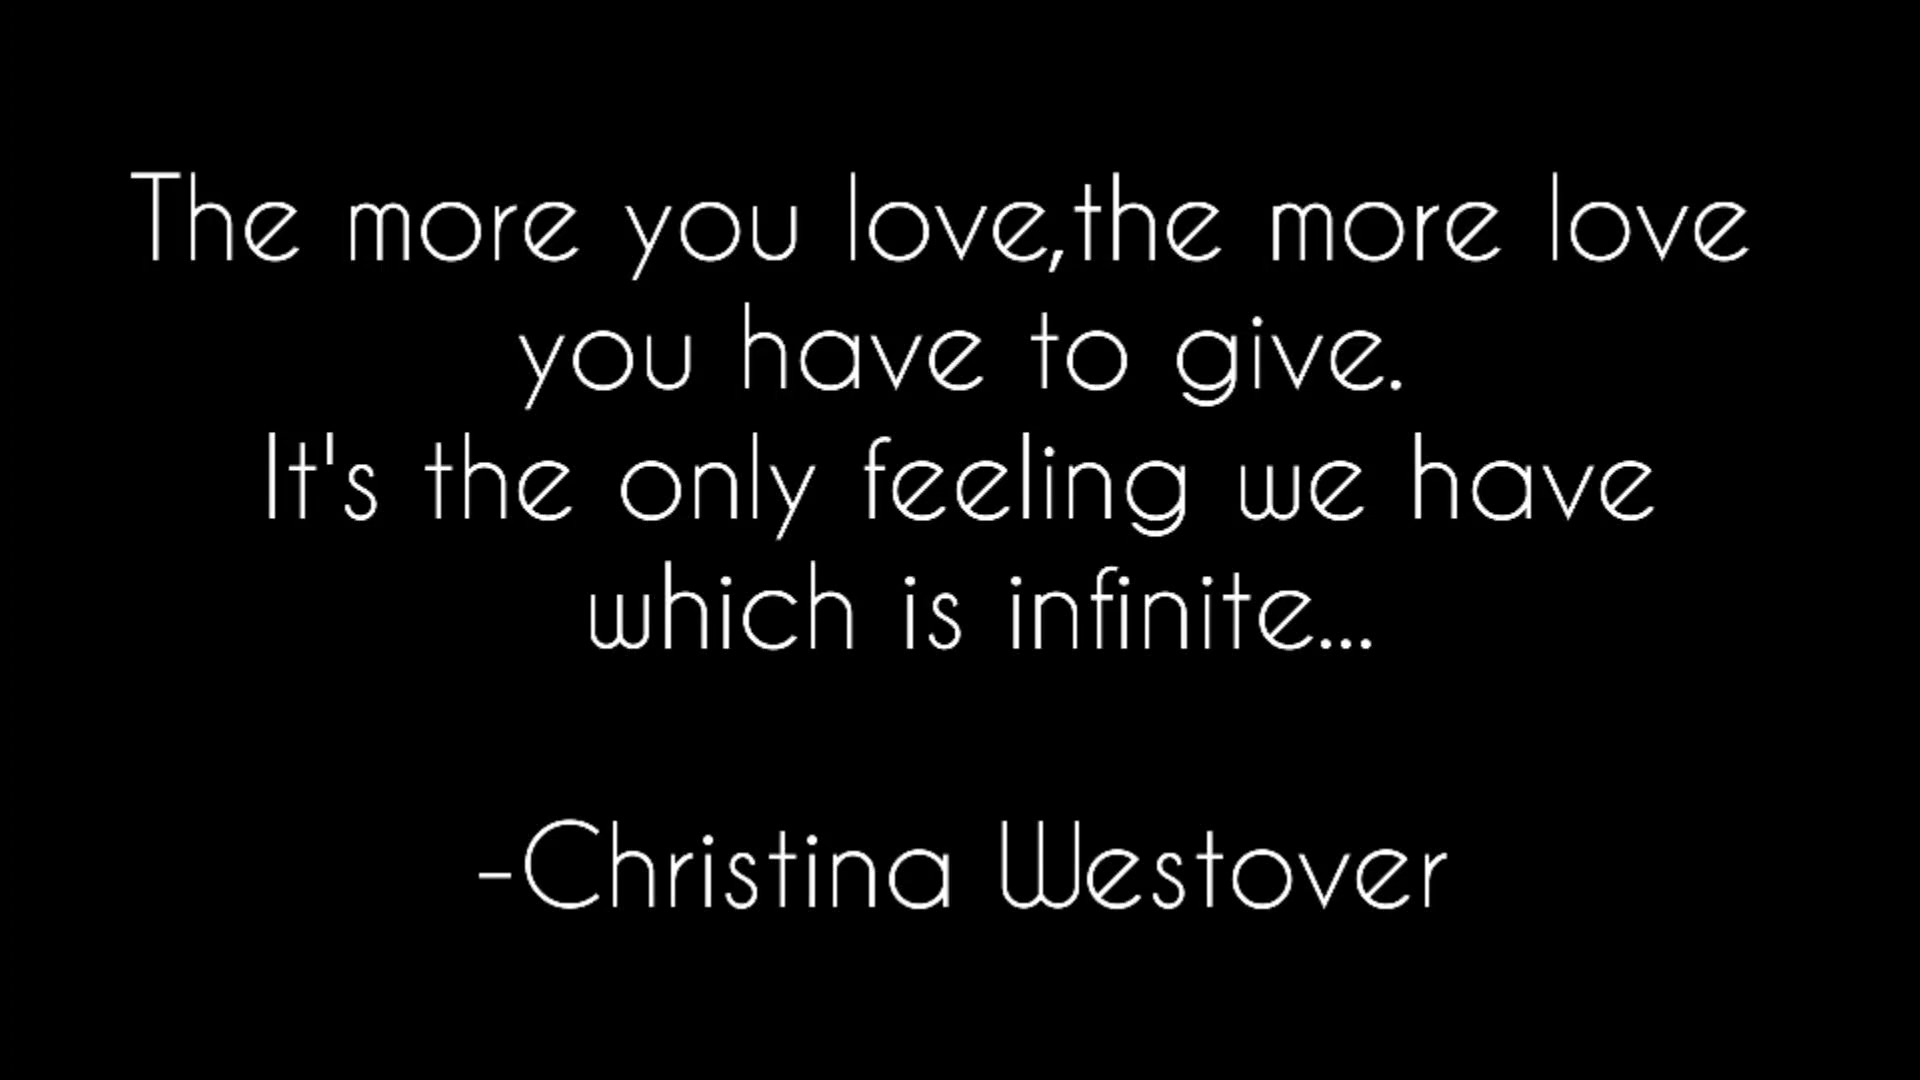 The more you love,the more love
you have to give.
It's the only feeling we have
which is infinite...
-Christina Westover